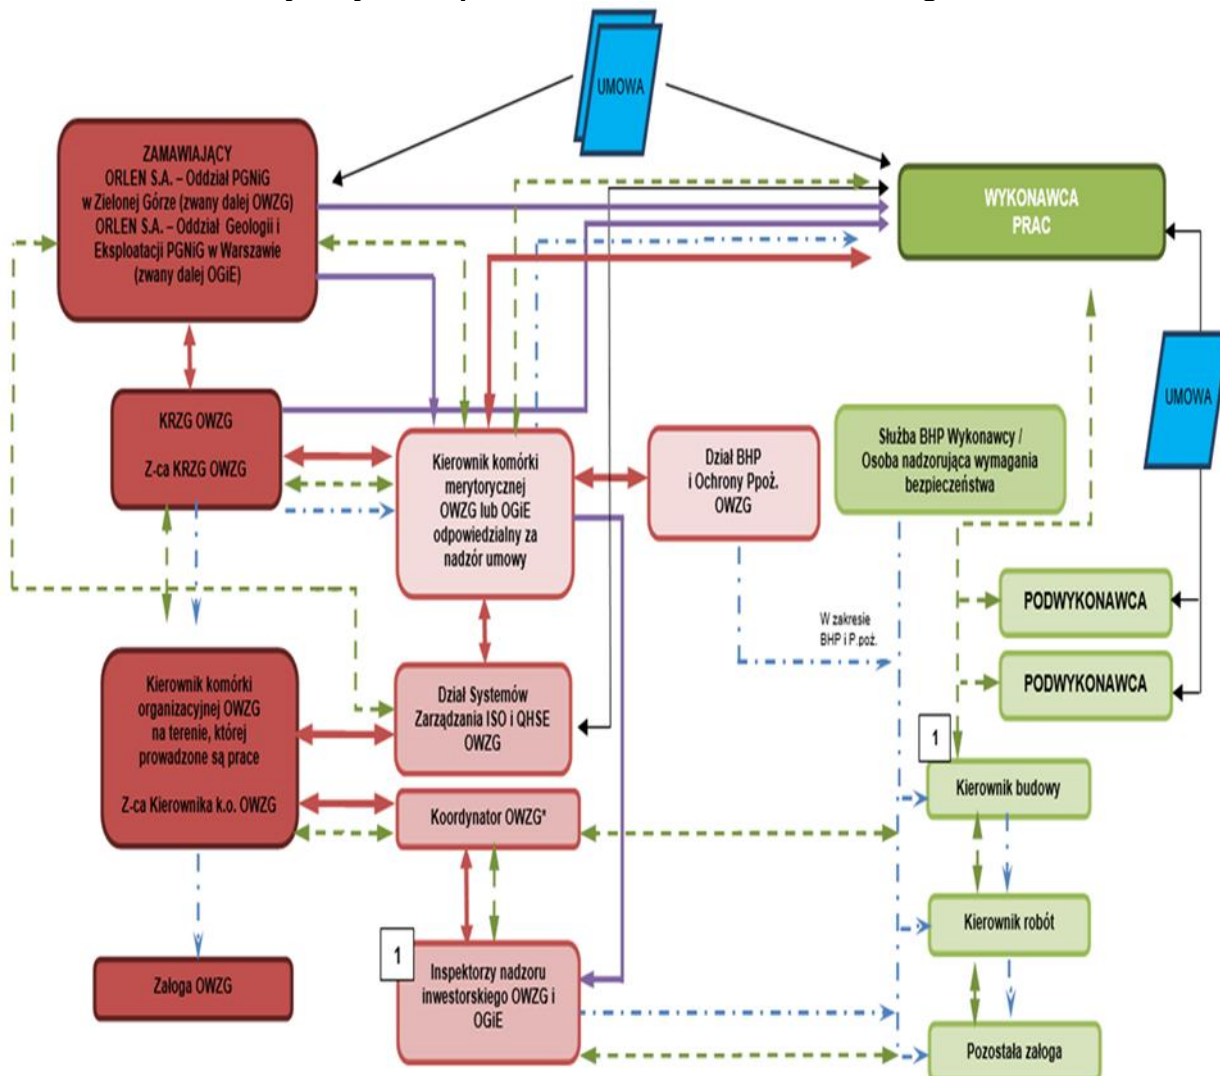 UMOWA
ZAMAWIAJĄCY
ORLEN S.A. – Oddział PGNiG
w Zielonej Górze (zwany dalej OWZG)
ORLEN S.A. – Oddział Geologii i
Eksploatacji PGNiG w Warszawie
(zwany dalej OGiE)
WYKONAWCA
PRAC
UMOWA
KRZG OWZG
Z-ca KRZG OWZG
Kierownik komórki
merytorycznej
OWZG lub OGiE
odpowiedzialny za
nadzór umowy
Dział BHP
i Ochrony Ppoż.
OWZG
Służba BHP Wykonawcy /
Osoba nadzorująca wymagania
bezpieczeństwa
PODWYKONAWCA
W zakresie
BHP i P.poż.
PODWYKONAWCA
Kierownik komórki
organizacyjnej OWZG
na terenie, której
prowadzone są prace
Z-ca Kierownika k.o. OWZG
Dział Systemów
Zarządzania ISO i QHSE
OWZG
1
Kierownik budowy
Koordynator OWZG*
Kierownik robót
1
Inspektorzy nadzoru
inwestorskiego OWZG i
OGiE
Załoga OWZG
Pozostała załoga